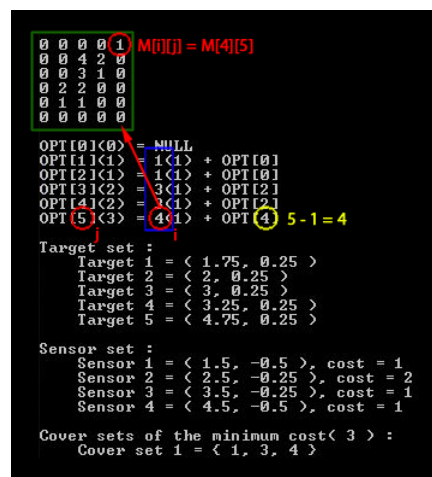 0 0 0 0 1 M[i][j] = M[4][5]
0 0 4 2 0
0 0 3 1 0
0 2 2 0 0
0 1 1 0 0
0 0 0 0 0
OPT[0](0) = NULL
OPT[1](1) = 1(1) + OPT[0]
OPT[2](1) = 1(1) + OPT[0]
OPT[3](2) = 3(1) + OPT[2]
OPT[4](2) = 3(1) + OPT[2]
OPT[5](3) = 4(1) + OPT[4] 5 - 1 = 4
j i
Target set :
Target 1 = ( 1.75, 0.25 )
Target 2 = ( 2, 0.25 )
Target 3 = ( 3, 0.25 )
Target 4 = ( 3.25, 0.25 )
Target 5 = ( 4.75, 0.25 )
Sensor set :
Sensor 1 = ( 1.5, -0.5 ), cost = 1
Sensor 2 = ( 2.5, -0.25 ), cost = 2
Sensor 3 = ( 3.5, -0.25 ), cost = 1
Sensor 4 = ( 4.5, -0.5 ), cost = 1
Cover sets of the minimum cost( 3 ) :
Cover set 1 = { 1, 3, 4 }